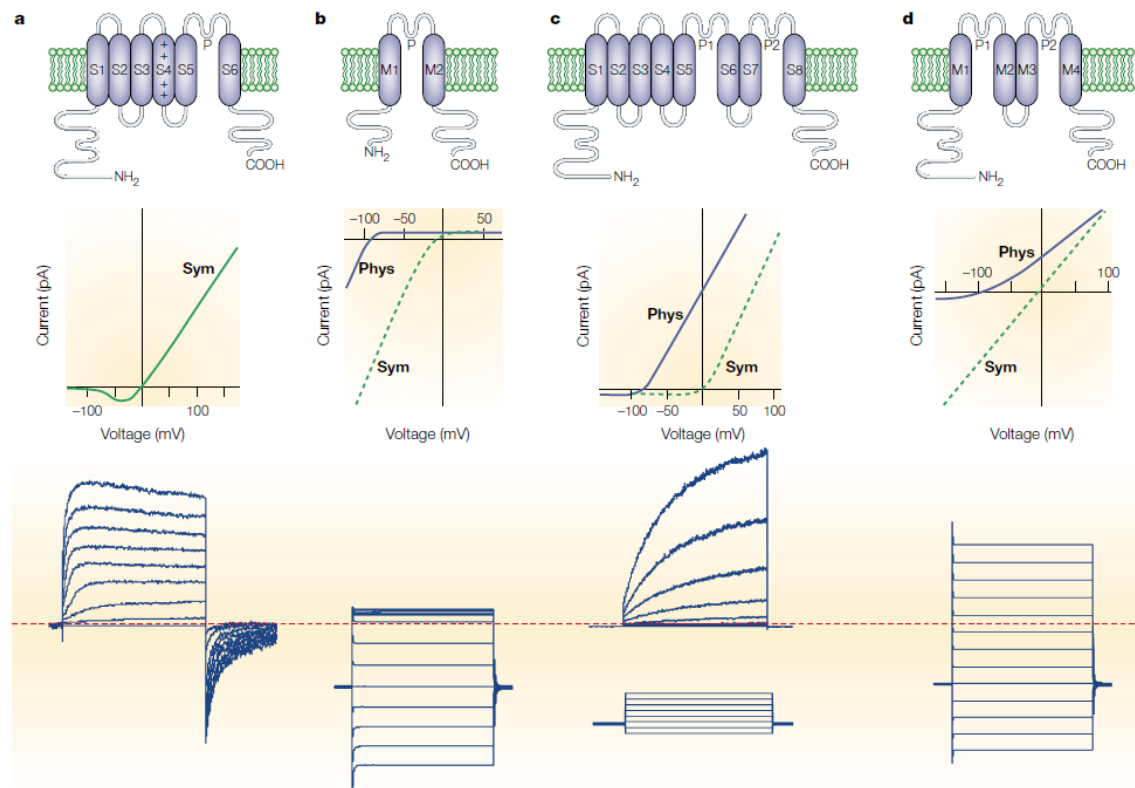 a
b
c
d
P
S1 S2 S3 S4 S5 S6
+
+
+ +
NH2
COOH
P
M1 M2
NH2
COOH
P1 P2
S1 S2 S3 S4 S5 S6 S7 S8
NH2
COOH
P1 P2
M1 M2 M3 M4
NH2
COOH
Current (pA)
Sym
–100 100
Voltage (mV)
Current (pA)
–100 –50 50
Phys
Sym
Voltage (mV)
Current (pA)
Phys
Sym
–100 –50 50 100
Voltage (mV)
Current (pA)
Phys
–100 100
Sym
Voltage (mV)